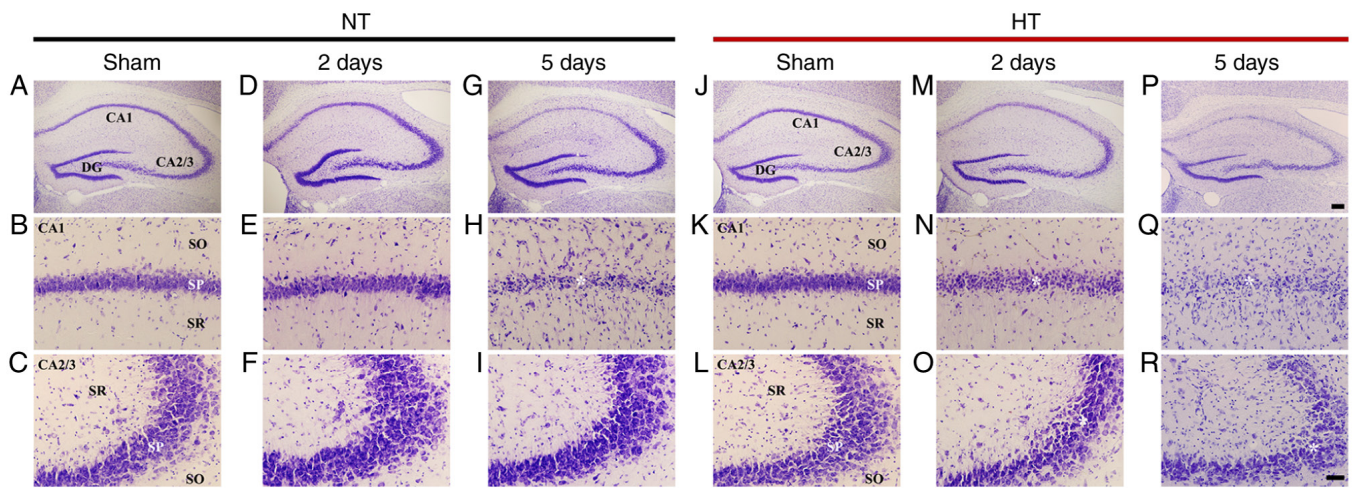 NT HT
Sham 2 days 5 days Sham 2 days 5 days
A D G J M P
CA1 CA1
CA2/3 CA2/3
DG DG
B E H K N Q
CA1 CA1
SO SO
* * *
SP SP
SR SR
C F I L O R
CA2/3 CA2/3
SR SR
*
SP SP *
SO SO